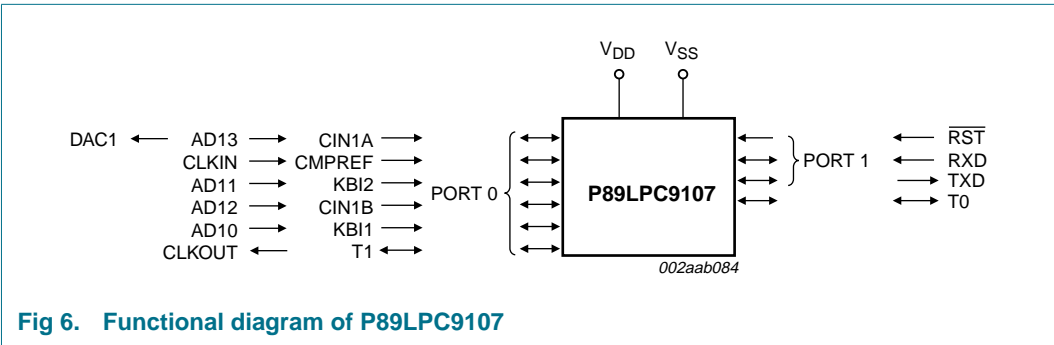 VDD VSS
DAC1 AD13 CIN1A RST
CLKIN CMPREF PORT 1 RXD
AD11 KBI2 PORT 0 P89LPC9107 TXD
AD12 CIN1B T0
AD10 KBI1
CLKOUT T1
002aab084
Fig 6. Functional diagram of P89LPC9107